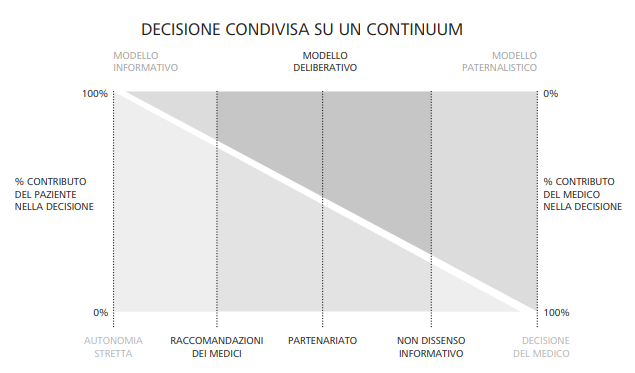 DECISIONE CONDIVISA SU UN CONTINUUM
MODELLO
INFORMATIVO
MODELLO
DELIBERATIVO
MODELLO
PATERNALISTICO
100%
0%
% CONTRIBUTO
DEL PAZIENTE
NELLA DECISIONE
% CONTRIBUTO
DEL MEDICO
NELLA DECISIONE
0%
100%
AUTONOMIA
STRETTA
RACCOMANDAZIONI
DEI MEDICI
PARTENARIATO
NON DISSENSO
INFORMATIVO
DECISIONE
DEL MEDICO